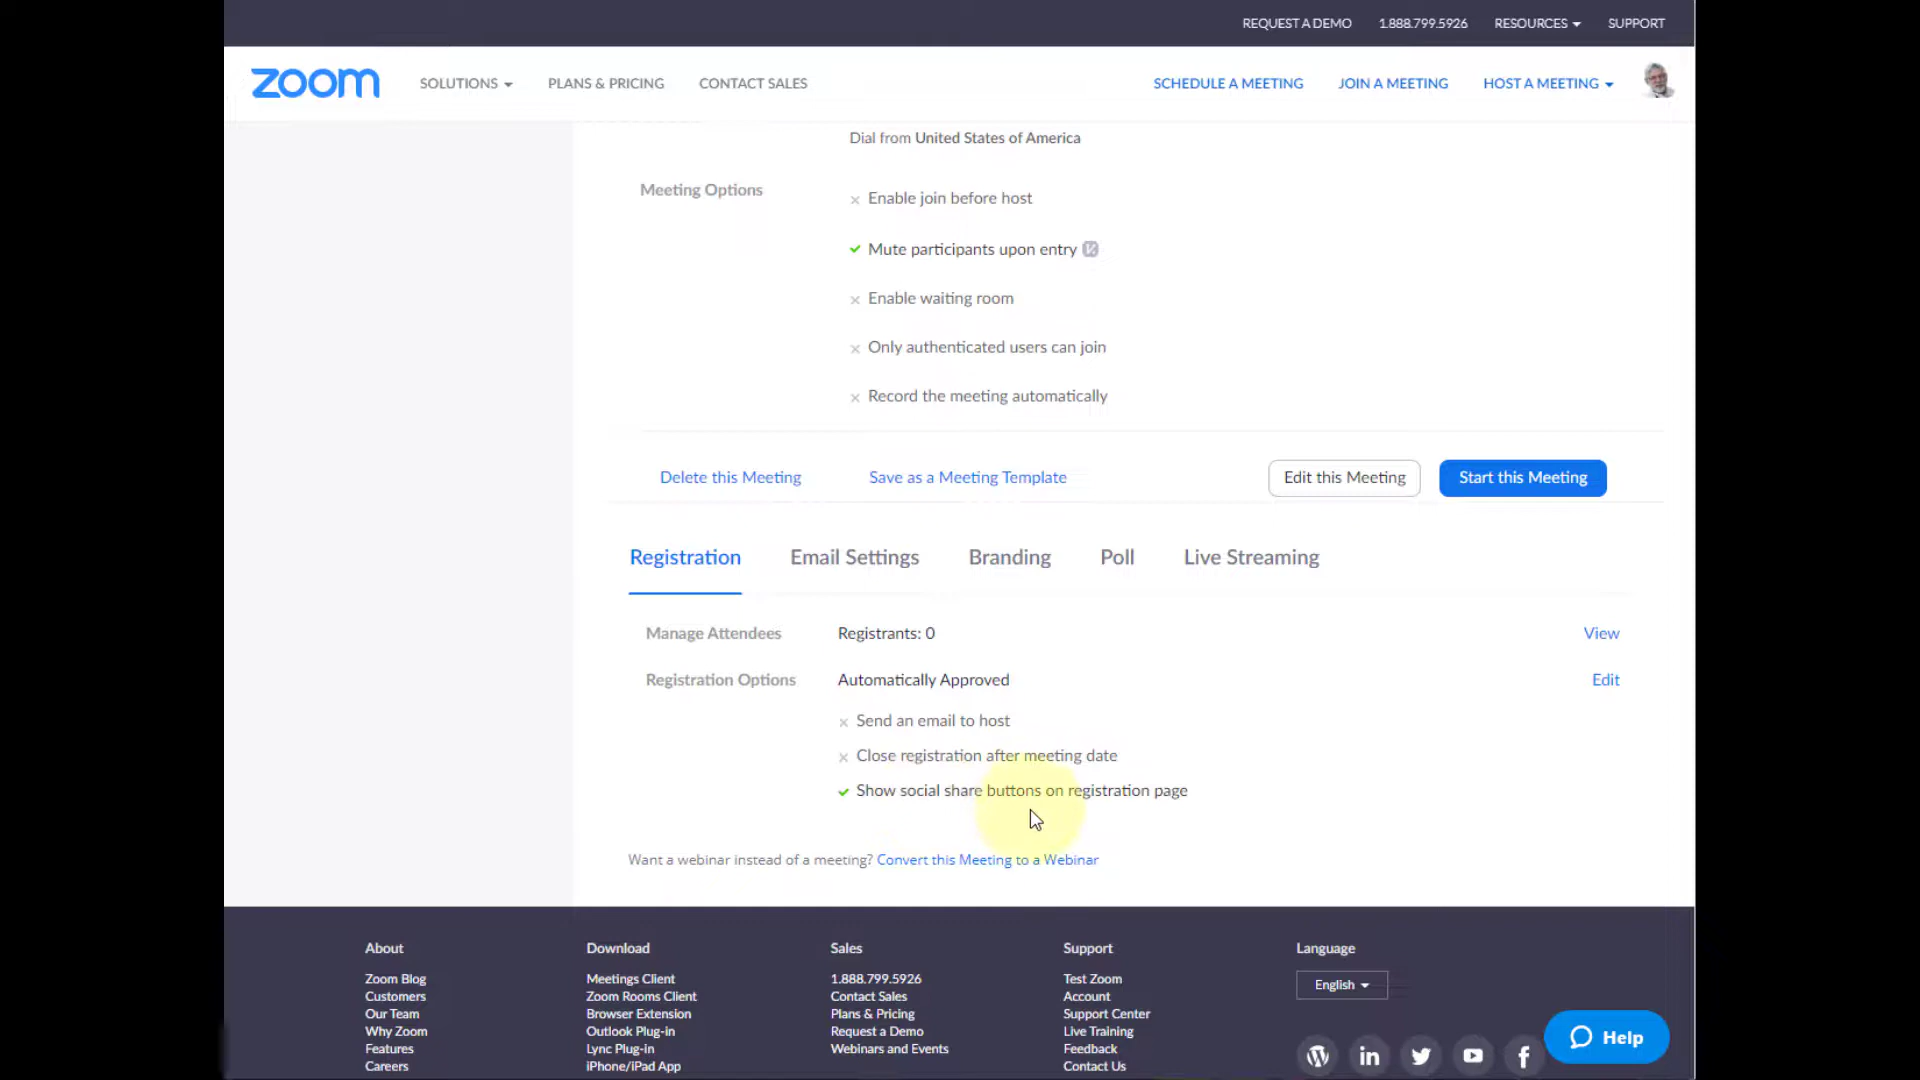 REQUEST A DEMO 1.888.799.5926 RESOURCES SUPPORT
zoom SOLUTIONS PLANS & PRICING CONTACT SALES SCHEDULE A MEETING JOIN A MEETING HOST A MEETING
Dial from United States of America
Meeting Options
Enable join before host
Mute participants upon entry
Enable waiting room
Only authenticated users can join
Record the meeting automatically
Delete this Meeting Save as a Meeting Template Edit this Meeting Start this Meeting
Registration Email Settings Branding Poll Live Streaming
Manage Attendees Registrants: 0 View
Registration Options Automatically Approved Edit
Send an email to host
Close registration after meeting date
Show social share buttons on registration page
Want a webinar instead of a meeting? Convert this Meeting to a Webinar
About
Zoom Blog
Customers
Our Team
Why Zoom
Features
Careers
Download
Meetings Client
Zoom Rooms Client
Browser Extension
Outlook Plug-in
Lync Plug-in
iPhone/iPad App
Sales
1.888.799.5926
Contact Sales
Plans & Pricing
Request a Demo
Webinars and Events
Support
Test Zoom
Account
Support Center
Live Training
Feedback
Contact Us
Language
English
Help